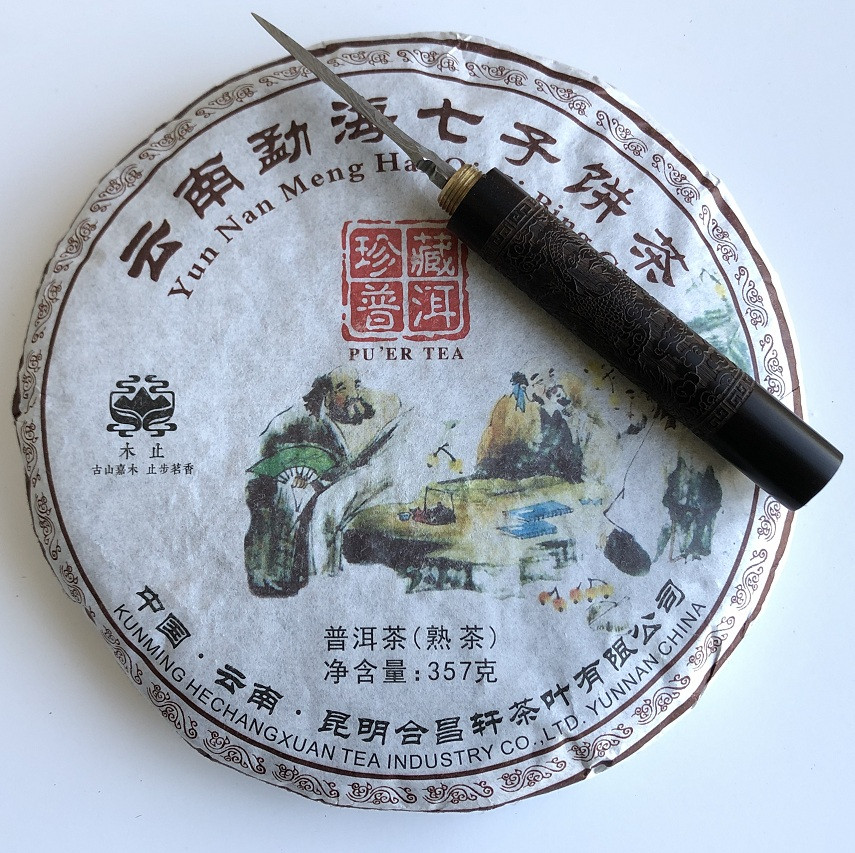 云南勐海七子饼茶
Yun Nan Meng
珍藏
普洱
PU'ER TEA
木止
古山嘉木 止步茗香
普洱茶(熟茶)
净含量:357克
中国·云南·昆明合昌轩茶叶有限公司
KUNMING HECHANGXUAN TEA INDUSTRY CO.,LTD. YUNNAN CHINA